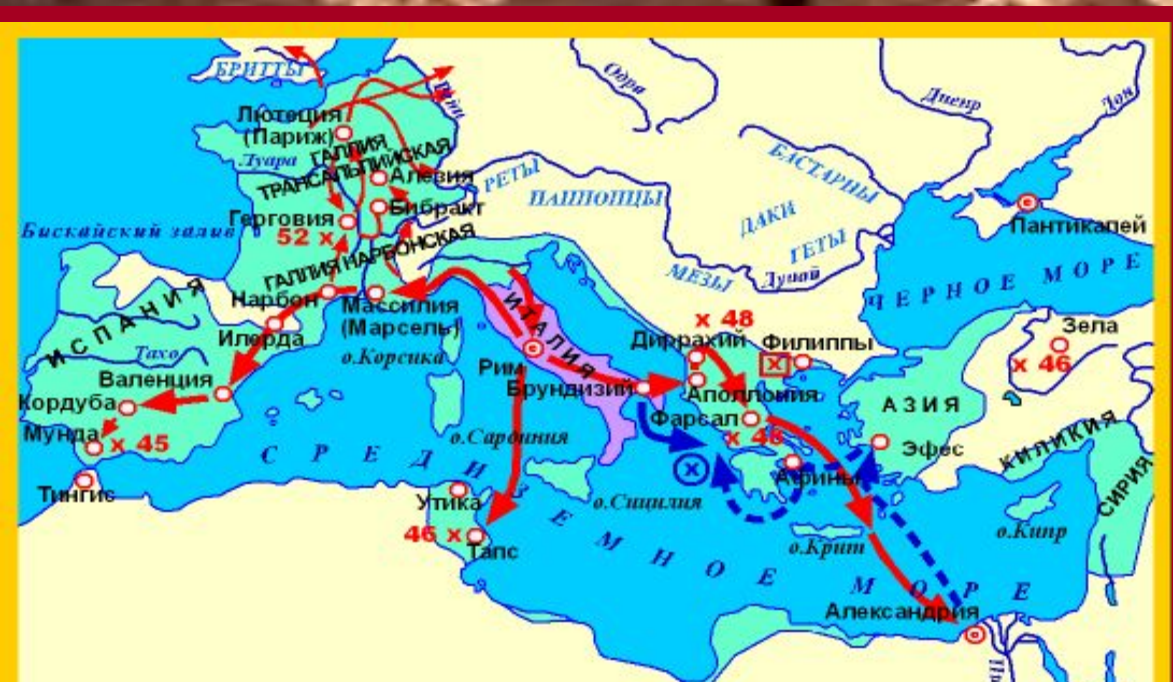 БРИТТЫ
Одра
Днепр
Дон
Рейн
Лютеция
(Париж)
Луара
ГАЛЛИЯ
ТРАНСАЛЬПИЙСКАЯ
Алезия
РЕТЫ
БАСТАРНЫ
Бибракт
ПАННОНЦЫ
ДАКИ
Герговия
52 x
Пантикапей
Бискайский залив
ГАЛЛИЯ НАРБОНСКАЯ
ГЕТЫ
МЕЗЫ
Дунай
ЧЕРНОЕ МОРЕ
ИСПАНИЯ
Нарбон
Массилия
(Марсель)
ИТАЛИЯ
x 48
Зела
x 46
Илерда
о.Корсика
Диррахий
Филиппы
x
Тахо
Рим
Валенция
Брундизий
Аполлония
АЗИЯ
Кордуба
Фарсал
x 48
КИЛИКИЯ
Мунда
x 45
о.Сардиния
Эфес
СРЕДИЗЕМНОЕ МОРЕ
x
Афины
СИРИЯ
Тингис
Утика
о.Сицилия
о.Кипр
46 x
Тапс
о.Крит
Александрия